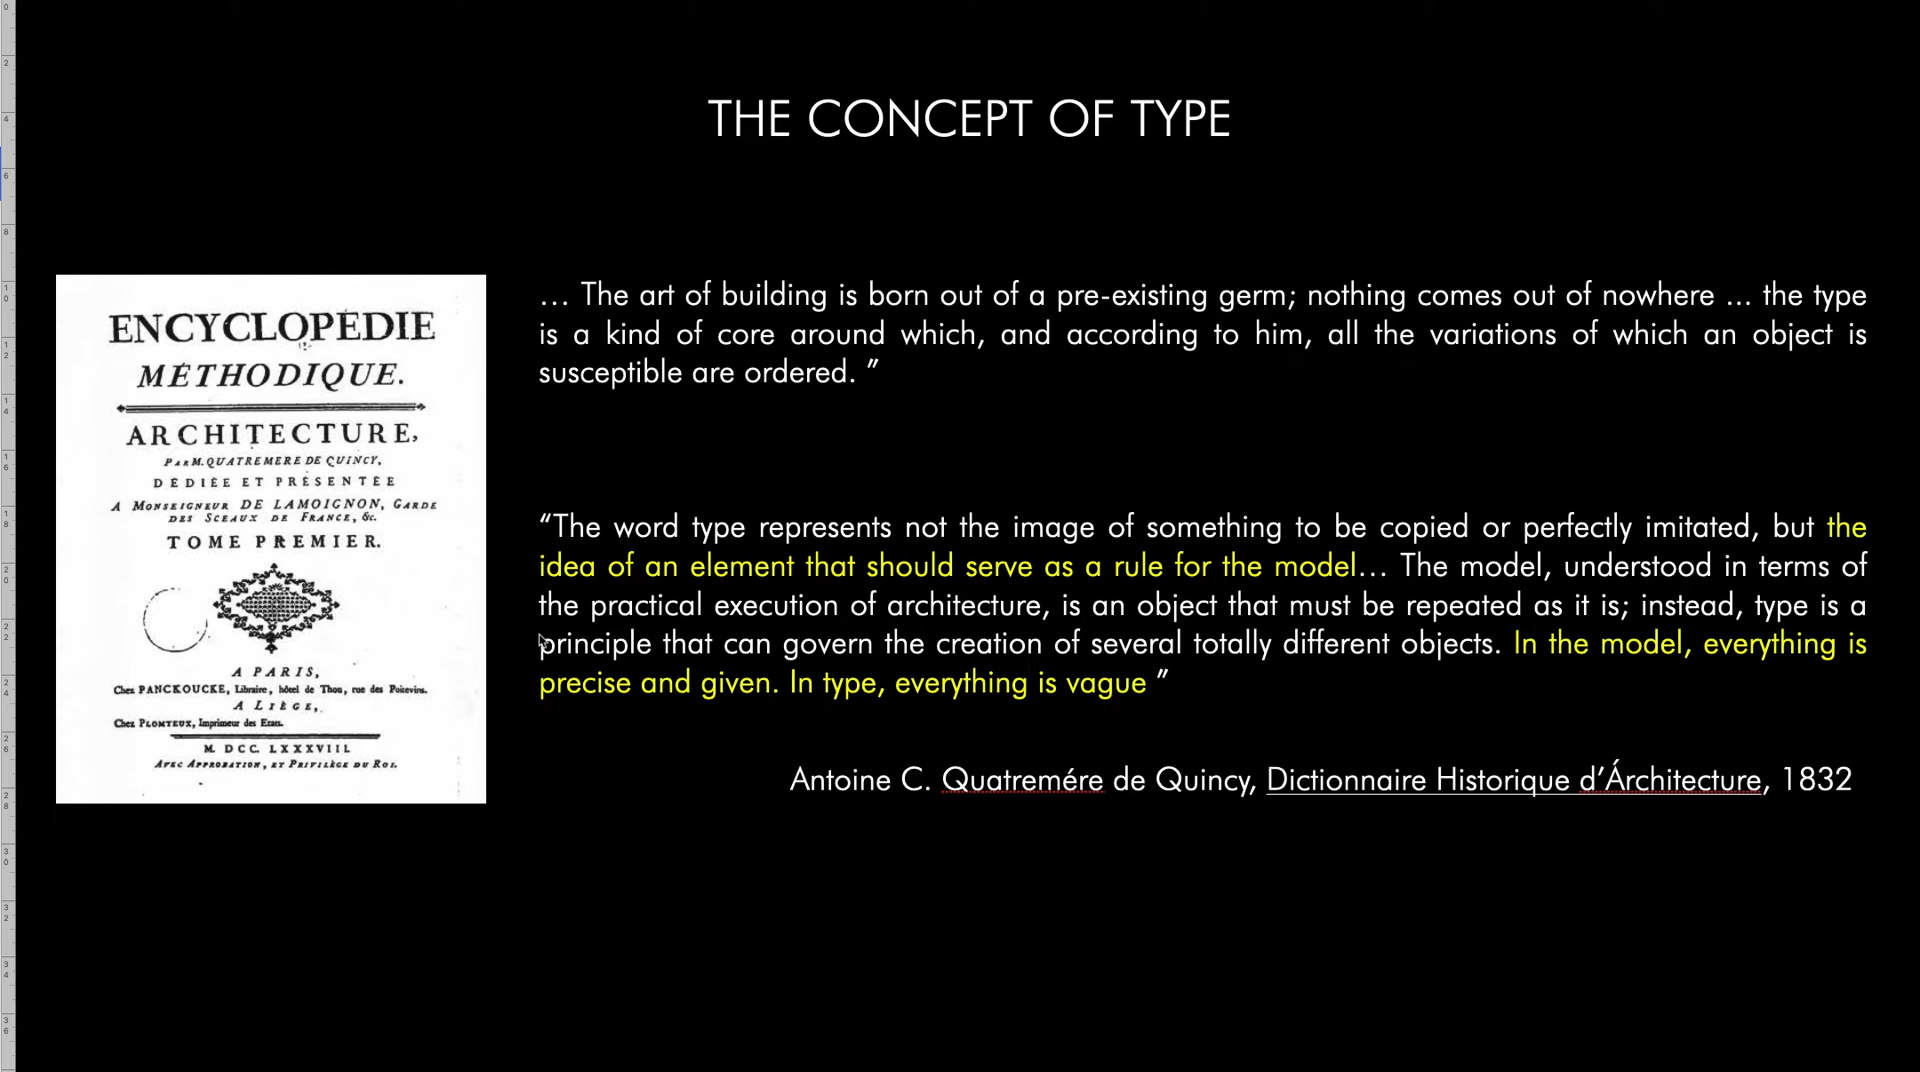 THE CONCEPT OF TYPE
ENCYCLOPÉDIE
MÉTHODIQUE.
ARCHITECTURE,
PAR M. QUATREMERE DE QUINCY,
DÉDIÉE ET PRÉSENTÉE
A MONSEIGNEUR DE LAMOIGNON, GARDE
DES SCEAUX DE FRANCE, &c.
TOME PREMIER.
A PARIS,
Chez PANCKOUCKE, Libraire, hôtel de Thou, rue des Poitevins.
A LIÈGE,
Chez PLOMTEUX, Imprimeur des Etats.
M. DCC. LXXXVIII.
AVEC APPROBATION, ET PRIVILÈGE DU ROI.
… The art of building is born out of a pre-existing germ; nothing comes out of nowhere … the type
is a kind of core around which, and according to him, all the variations of which an object is
susceptible are ordered. ”
“The word type represents not the image of something to be copied or perfectly imitated, but the
idea of an element that should serve as a rule for the model… The model, understood in terms of
the practical execution of architecture, is an object that must be repeated as it is; instead, type is a
principle that can govern the creation of several totally different objects. In the model, everything is
precise and given. In type, everything is vague ”
Antoine C. Quatremére de Quincy, Dictionnaire Historique d’Árchitecture, 1832